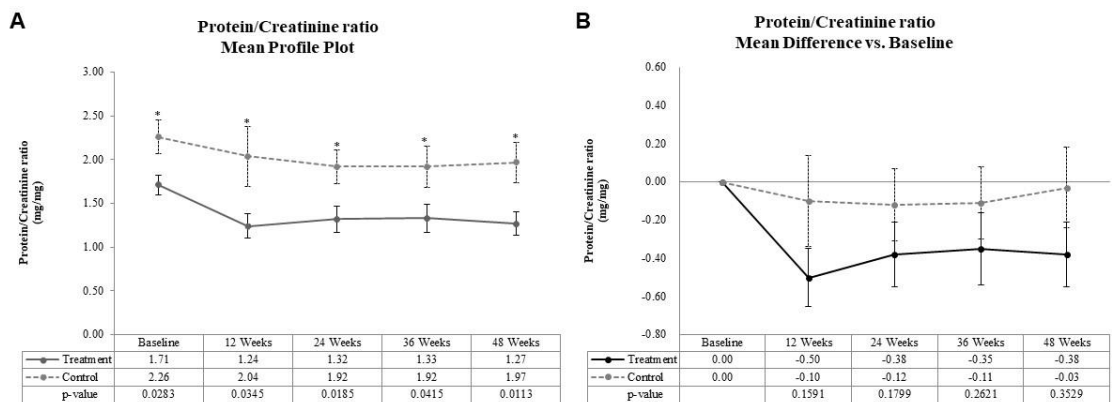 A
Protein/Creatinine ratio
Mean Profile Plot
Protein/Creatinine ratio
(mg/mg)
3.00
2.50
2.00
1.50
1.00
0.50
0.00
* * * * *
Baseline 12 Weeks 24 Weeks 36 Weeks 48 Weeks
Treatment 1.71 1.24 1.32 1.33 1.27
Control 2.26 2.04 1.92 1.92 1.97
p-value 0.0283 0.0345 0.0185 0.0415 0.0113
B
Protein/Creatinine ratio
Mean Difference vs. Baseline
Protein/Creatinine ratio
(mg/mg)
0.60
0.40
0.20
0.00
-0.20
-0.40
-0.60
-0.80
Baseline 12 Weeks 24 Weeks 36 Weeks 48 Weeks
Treatment 0.00 -0.50 -0.38 -0.35 -0.38
Control 0.00 -0.10 -0.12 -0.11 -0.03
p-value 0.1591 0.1799 0.2621 0.3529